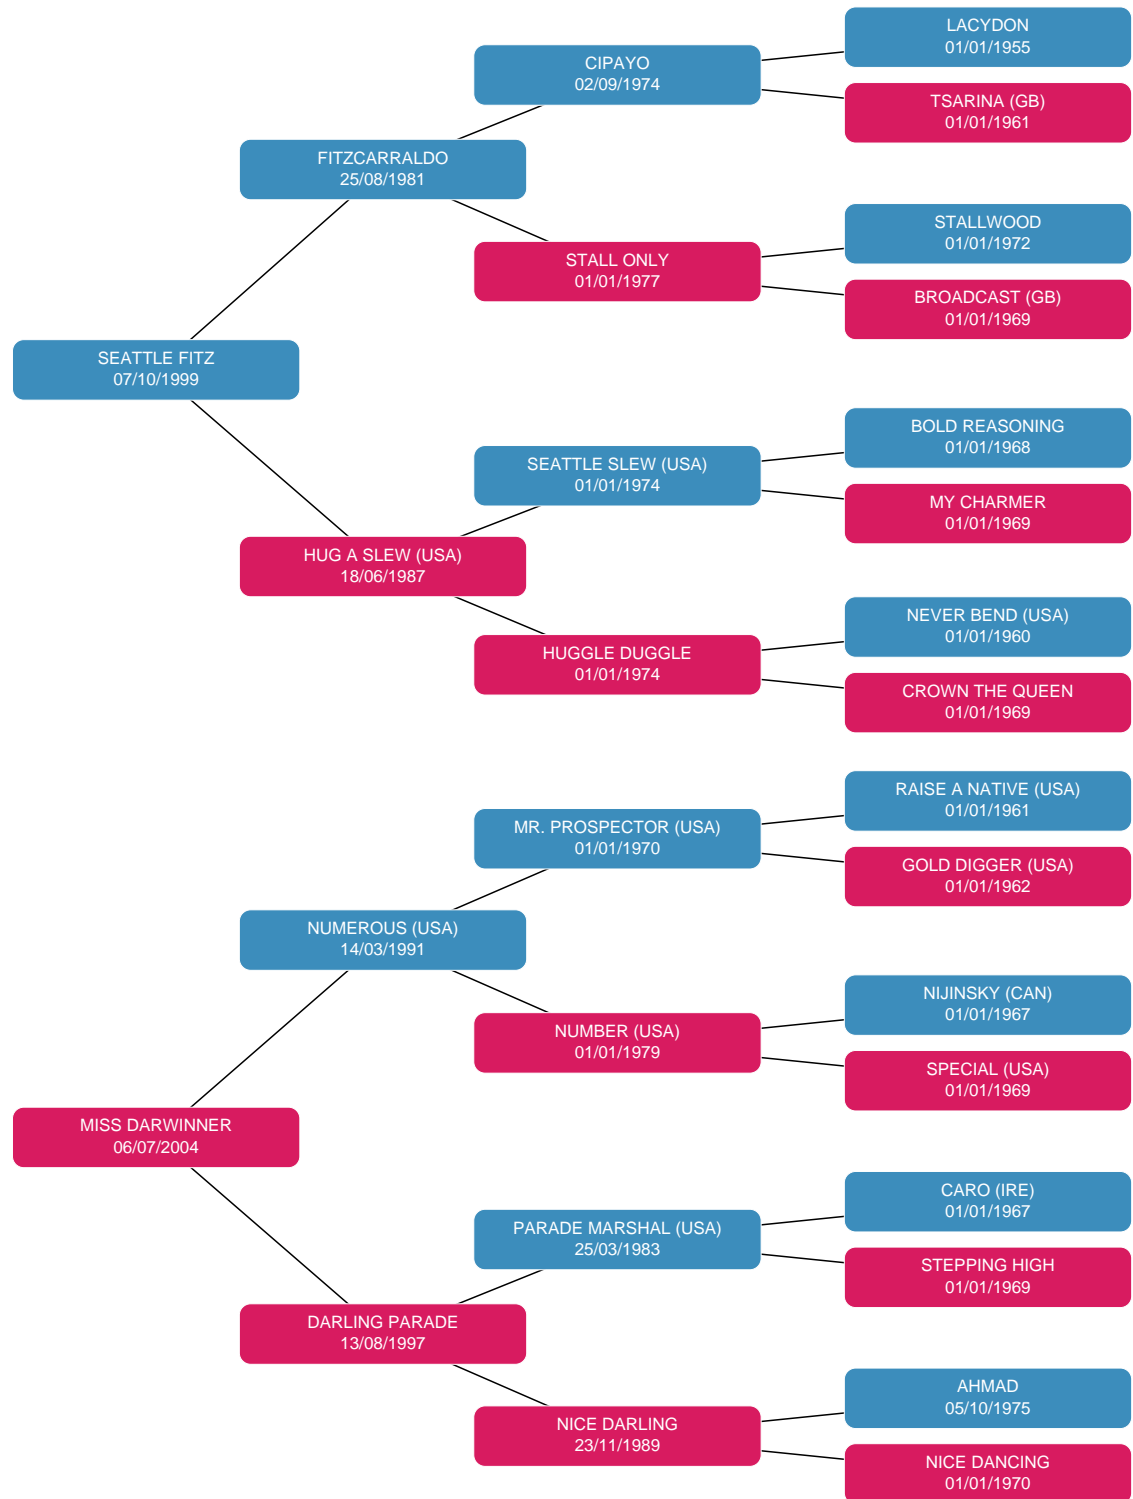 LACYDON
01/01/1955
CIPAYO
02/09/1974
TSARINA (GB)
01/01/1961
FITZCARRALDO
25/08/1981
STALLWOOD
01/01/1972
STALL ONLY
01/01/1977
BROADCAST (GB)
01/01/1969
SEATTLE FITZ
07/10/1999
BOLD REASONING
01/01/1968
SEATTLE SLEW (USA)
01/01/1974
MY CHARMER
01/01/1969
HUG A SLEW (USA)
18/06/1987
NEVER BEND (USA)
01/01/1960
HUGGLE DUGGLE
01/01/1974
CROWN THE QUEEN
01/01/1969
RAISE A NATIVE (USA)
01/01/1961
MR. PROSPECTOR (USA)
01/01/1970
GOLD DIGGER (USA)
01/01/1962
NUMEROUS (USA)
14/03/1991
NIJINSKY (CAN)
01/01/1967
NUMBER (USA)
01/01/1979
SPECIAL (USA)
01/01/1969
MISS DARWINNER
06/07/2004
CARO (IRE)
01/01/1967
PARADE MARSHAL (USA)
25/03/1983
STEPPING HIGH
01/01/1969
DARLING PARADE
13/08/1997
AHMAD
05/10/1975
NICE DARLING
23/11/1989
NICE DANCING
01/01/1970